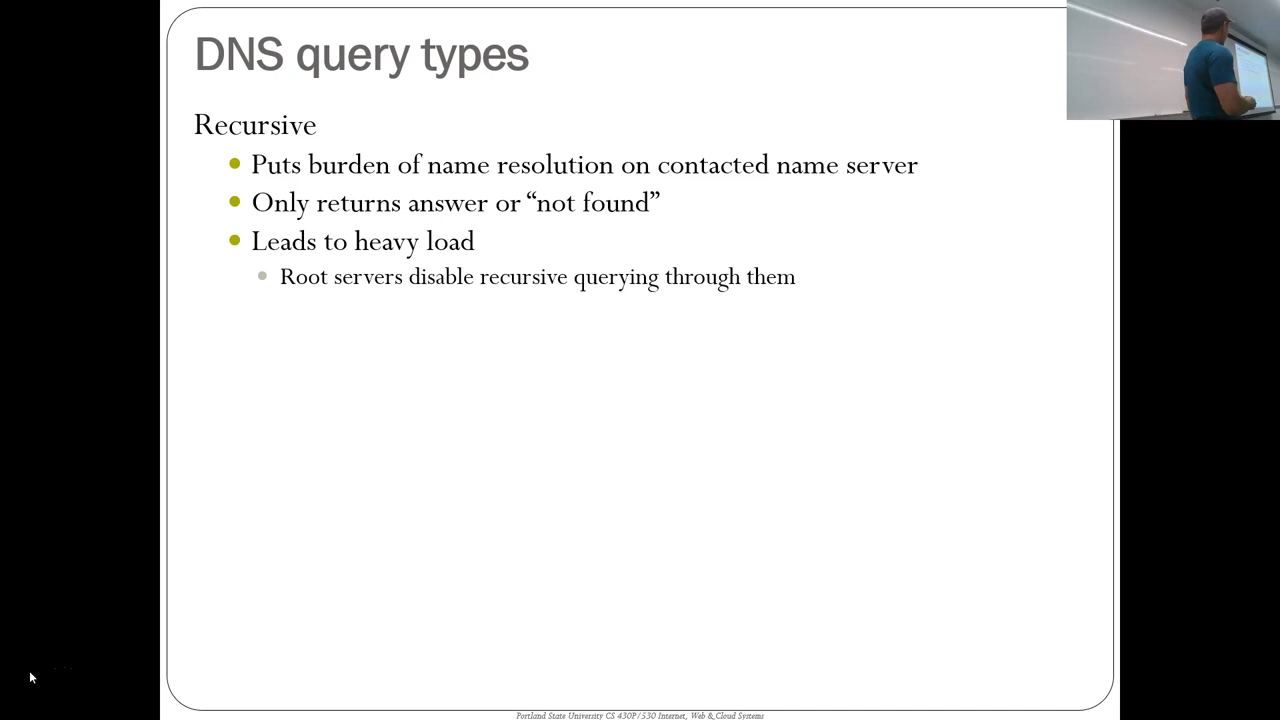 DNS query types
Recursive
Puts burden of name resolution on contacted name server
Only returns answer or “not found”
Leads to heavy load
Root servers disable recursive querying through them
Portland State University CS 430P/530 Internet, Web & Cloud Systems